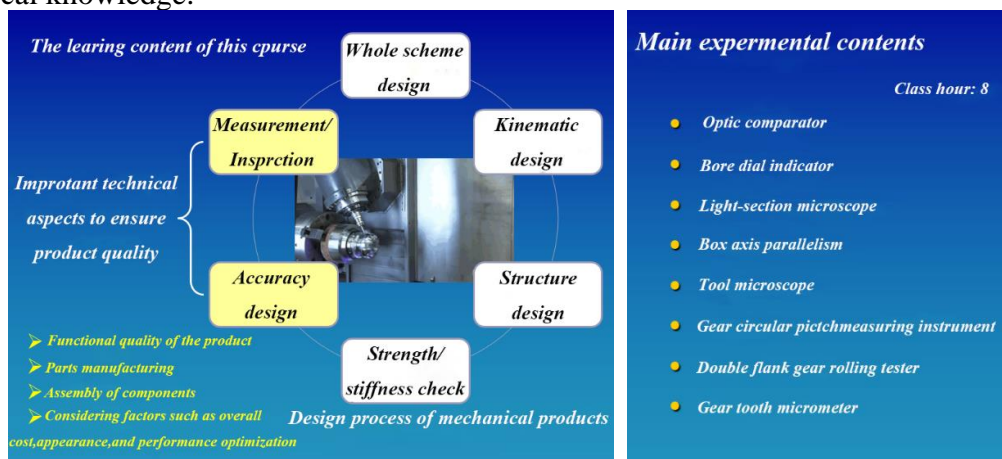 cal knowledge.
The learing content of this cpurse
Whole scheme
design
Measurement/
Insprction
Kinematic
design
Improtant technical
aspects to ensure
product quality
Accuracy
design
Structure
design
Strength/
stiffness check
Functional quality of the product
Parts manufacturing
Assembly of components
Considering factors such as overall
cost,appearance,and performance optimization
Design process of mechanical products
Main expermental contents
Class hour: 8
Optic comparator
Bore dial indicator
Light-section microscope
Box axis parallelism
Tool microscope
Gear circular pictchmeasuring instrument
Double flank gear rolling tester
Gear tooth micrometer